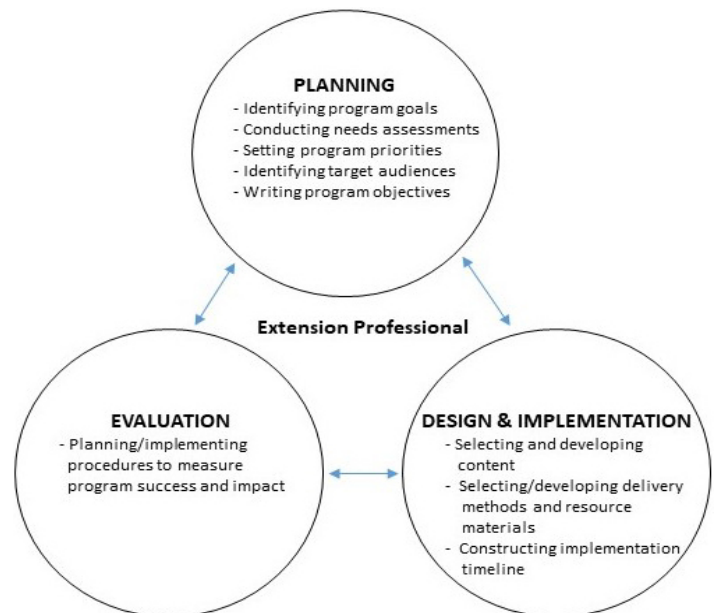 PLANNING
- Identifying program goals
- Conducting needs assessments
- Setting program priorities
- Identifying target audiences
- Writing program objectives
Extension Professional
EVALUATION
- Planning/implementing
procedures to measure
program success and impact
DESIGN & IMPLEMENTATION
- Selecting and developing
content
- Selecting/developing delivery
methods and resource
materials
- Constructing implementation
timeline